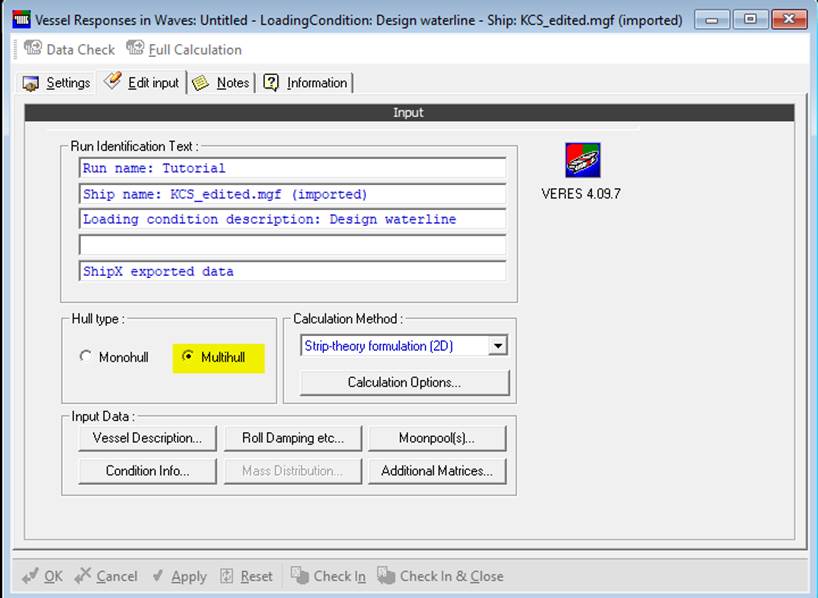 Vessel Responses in Waves: Untitled - LoadingCondition: Design waterline - Ship: KCS_edited.mgf (imported)
Data Check Full Calculation
Settings Edit input Notes Information
Input
Run Identification Text :
Run name: Tutorial
Ship name: KCS_edited.mgf (imported)
Loading condition description: Design waterline
ShipX exported data
VERES 4.09.7
Hull type :
Monohull Multihull
Calculation Method :
Strip-theory formulation (2D)
Calculation Options...
Input Data :
Vessel Description... Roll Damping etc... Moonpool(s)...
Condition Info... Mass Distribution... Additional Matrices...
OK Cancel Apply Reset Check In Check In & Close